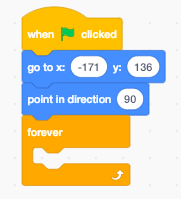 when clicked
go to x: -171 y: 136
point in direction 90
forever